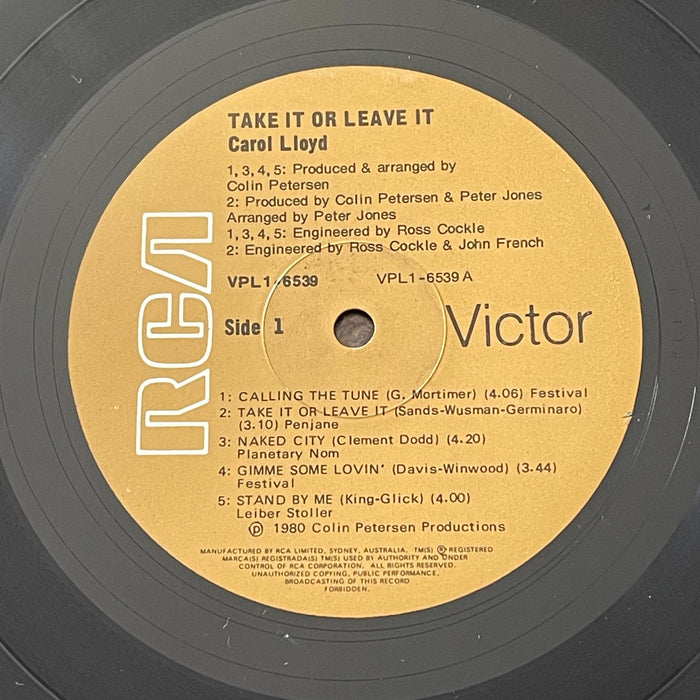 TAKE IT OR LEAVE IT
Carol Lloyd
1, 3, 4, 5: Produced & arranged by
Colin Petersen
2: Produced by Colin Petersen & Peter Jones
Arranged by Peter Jones
1, 3, 4, 5: Engineered by Ross Cockle
2: Engineered by Ross Cockle & John French
VPL1-6539 VPL1-6539 A
Side 1
RCA
Victor
1: CALLING THE TUNE (G. Mortimer) (4.06) Festival
2: TAKE IT OR LEAVE IT (Sands-Wusman-Germinaro)
(3.10) Penjane
3: NAKED CITY (Clement Dodd) (4.20)
Planetary Nom
4: GIMME SOME LOVIN' (Davis-Winwood) (3.44)
Festival
5: STAND BY ME (King-Glick) (4.00)
Leiber Stoller
℗ 1980 Colin Petersen Productions
MANUFACTURED BY RCA LIMITED, SYDNEY, AUSTRALIA. TM(S) ® REGISTERED
MARCA(S) REGISTRADA(S) TM(S) USED BY AUTHORITY AND UNDER
CONTROL OF RCA CORPORATION. ALL RIGHTS RESERVED.
UNAUTHORIZED COPYING, PUBLIC PERFORMANCE,
BROADCASTING OF THIS RECORD
FORBIDDEN.